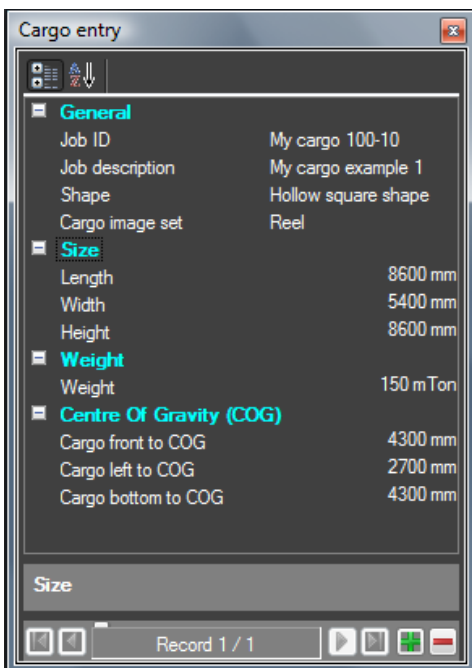 Cargo entry
General
Job ID My cargo 100-10
Job description My cargo example 1
Shape Hollow square shape
Cargo image set Reel
Size
Length 8600 mm
Width 5400 mm
Height 8600 mm
Weight
Weight 150 mTon
Centre Of Gravity (COG)
Cargo front to COG 4300 mm
Cargo left to COG 2700 mm
Cargo bottom to COG 4300 mm
Size
Record 1 / 1